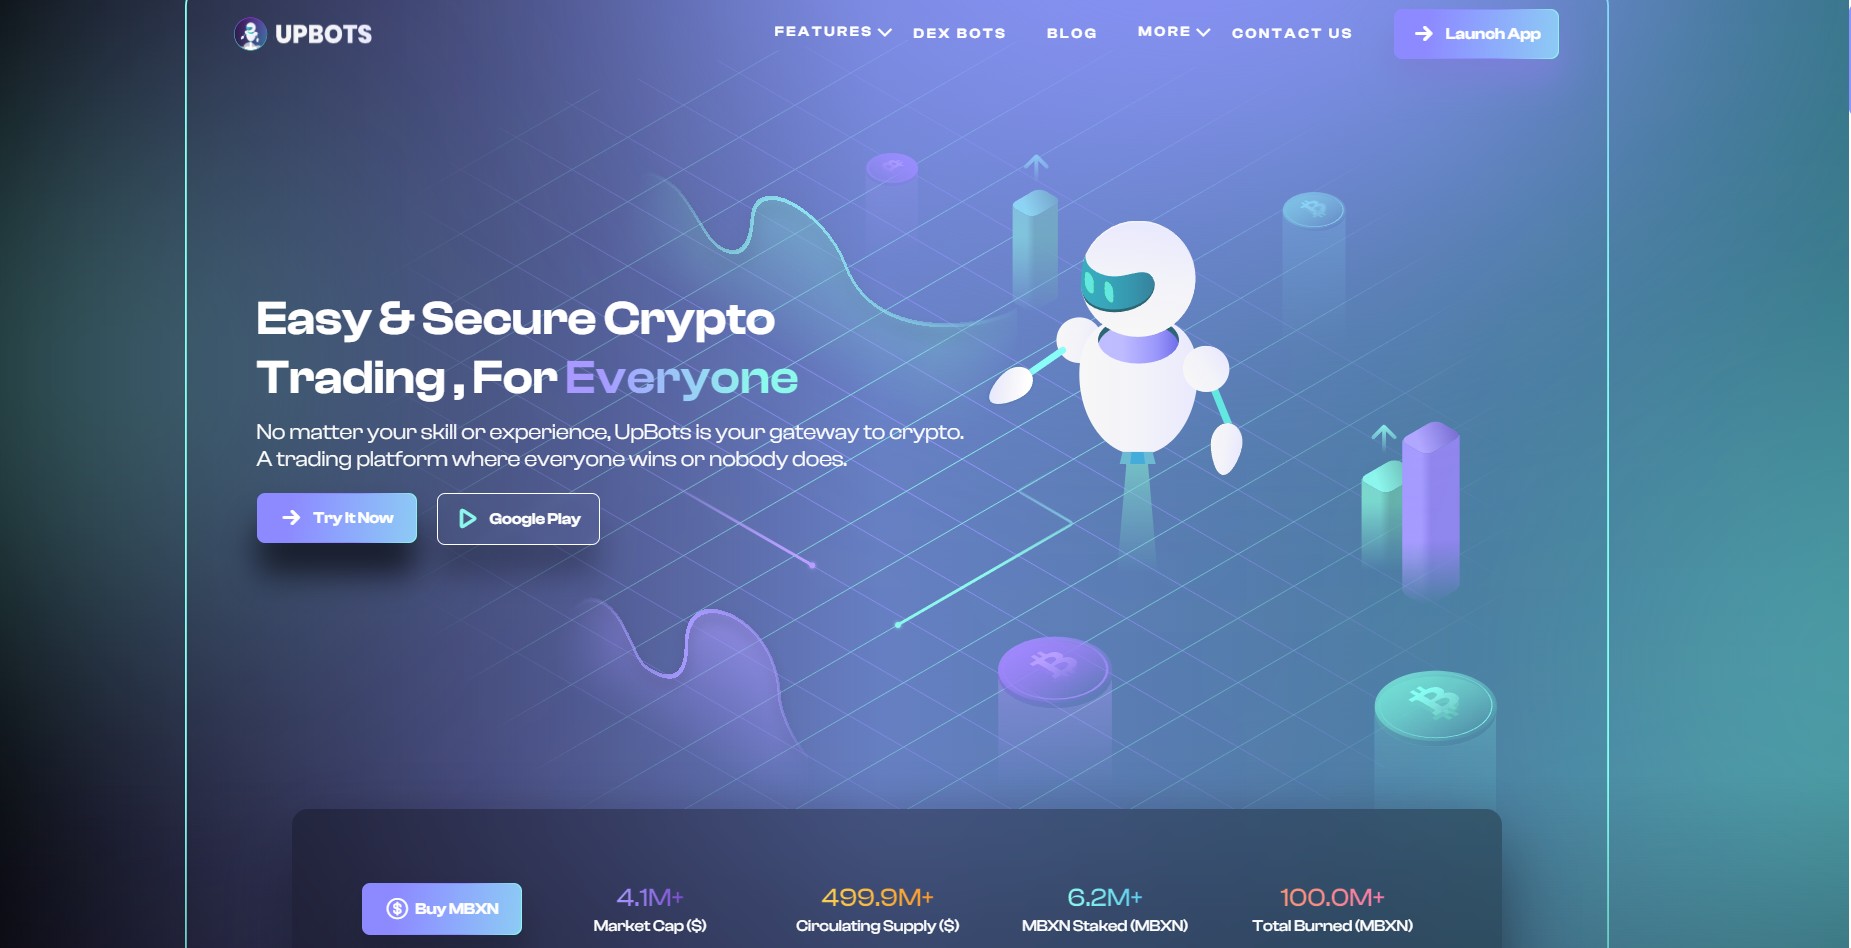 UPBOTS
FEATURES
DEX BOTS
BLOG
MORE
CONTACT US
Launch App
Easy & Secure Crypto
Trading , For Everyone
No matter your skill or experience, UpBots is your gateway to crypto.
A trading platform where everyone wins or nobody does.
Try It Now
Google Play
Buy MBXN
4.1M+
Market Cap ($)
499.9M+
Circulating Supply ($)
6.2M+
MBXN Staked (MBXN)
100.0M+
Total Burned (MBXN)